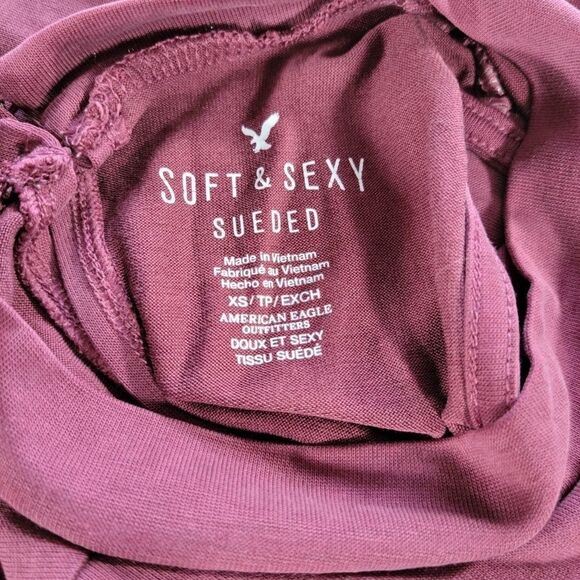 SOFT & SEXY
SUEDED
Made in Vietnam
Fabriqué au Vietnam
Hecho en Vietnam
XS/TP/EXCH
AMERICAN EAGLE
OUTFITTERS
DOUX ET SEXY
TISSU SUÉDÉ